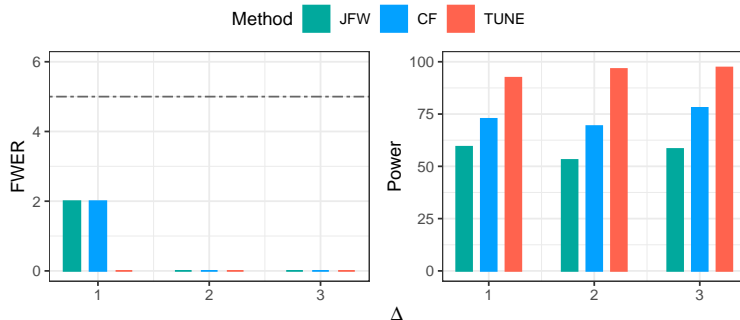 Method JFW CF TUNE
FWER
6
4
2
0
1 2 3
Power
100
75
50
25
0
1 2 3
Δ